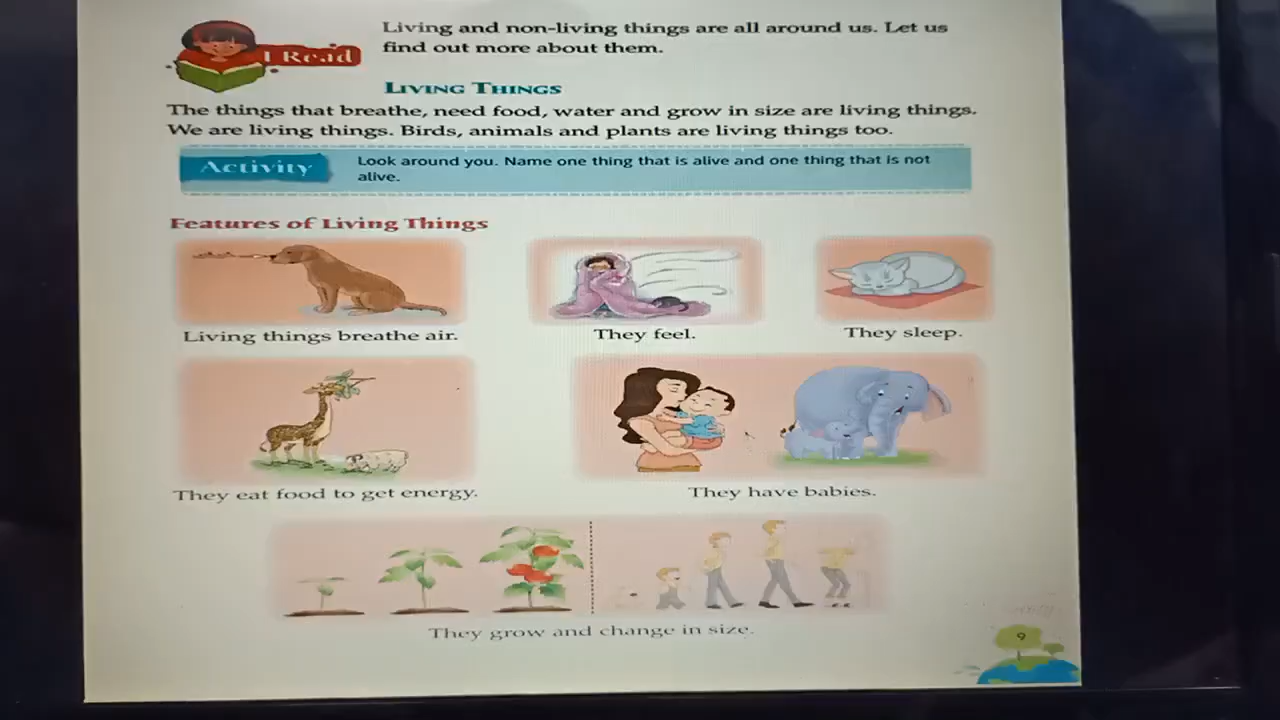 Living and non-living things are all around us. Let us
find out more about them.
I Read
LIVING THINGS
The things that breathe, need food, water and grow in size are living things.
We are living things. Birds, animals and plants are living things too.
Activity
Look around you. Name one thing that is alive and one thing that is not
alive.
Features of Living Things
Living things breathe air.
They feel.
They sleep.
They eat food to get energy.
They have babies.
They grow and change in size.
9